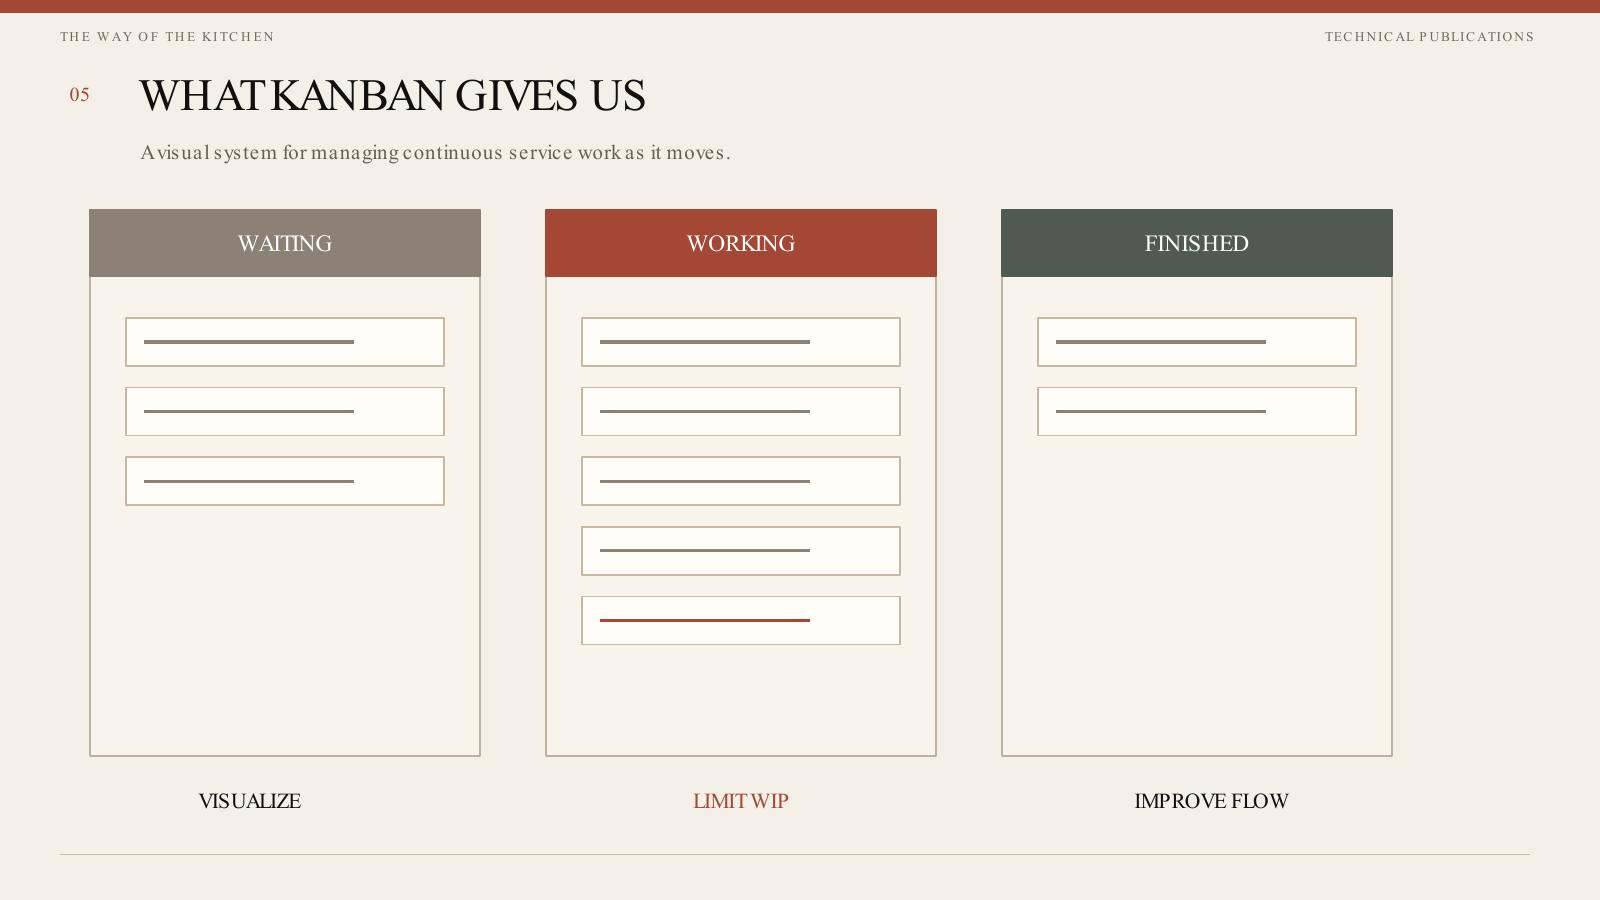 THE WAY OF THE KITCHEN
TECHNICAL PUBLICATIONS
05
WHAT KANBAN GIVES US
A visual system for managing continuous service work as it moves.
WAITING
WORKING
FINISHED
VISUALIZE
LIMIT WIP
IMPROVE FLOW